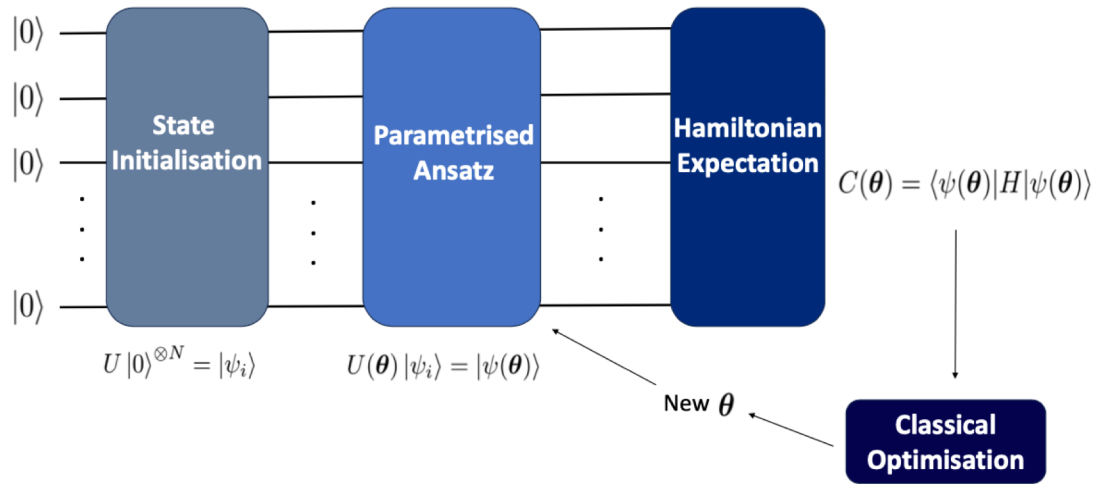 |0⟩
|0⟩
|0⟩
|0⟩
State
Initialisation
Parametrised
Ansatz
Hamiltonian
Expectation
C(θ) = ⟨ψ(θ)|H|ψ(θ)⟩
U |0⟩^{⊗N} = |ψ_i⟩
U(θ) |ψ_i⟩ = |ψ(θ)⟩
New θ
Classical
Optimisation